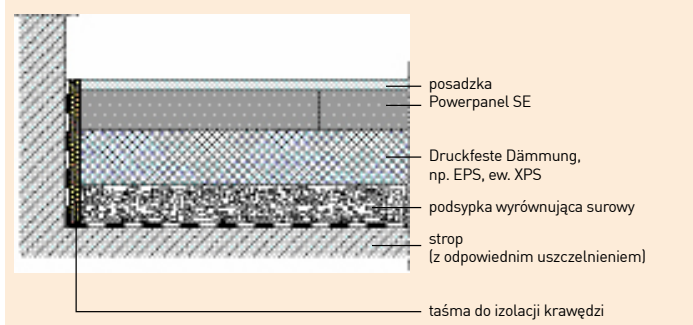 posadzka
Powerpanel SE
Druckfeste Dämmung,
np. EPS, ew. XPS
podsypka wyrównująca surowy
strop
(z odpowiednim uszczelnieniem)
taśma do izolacji krawędzi